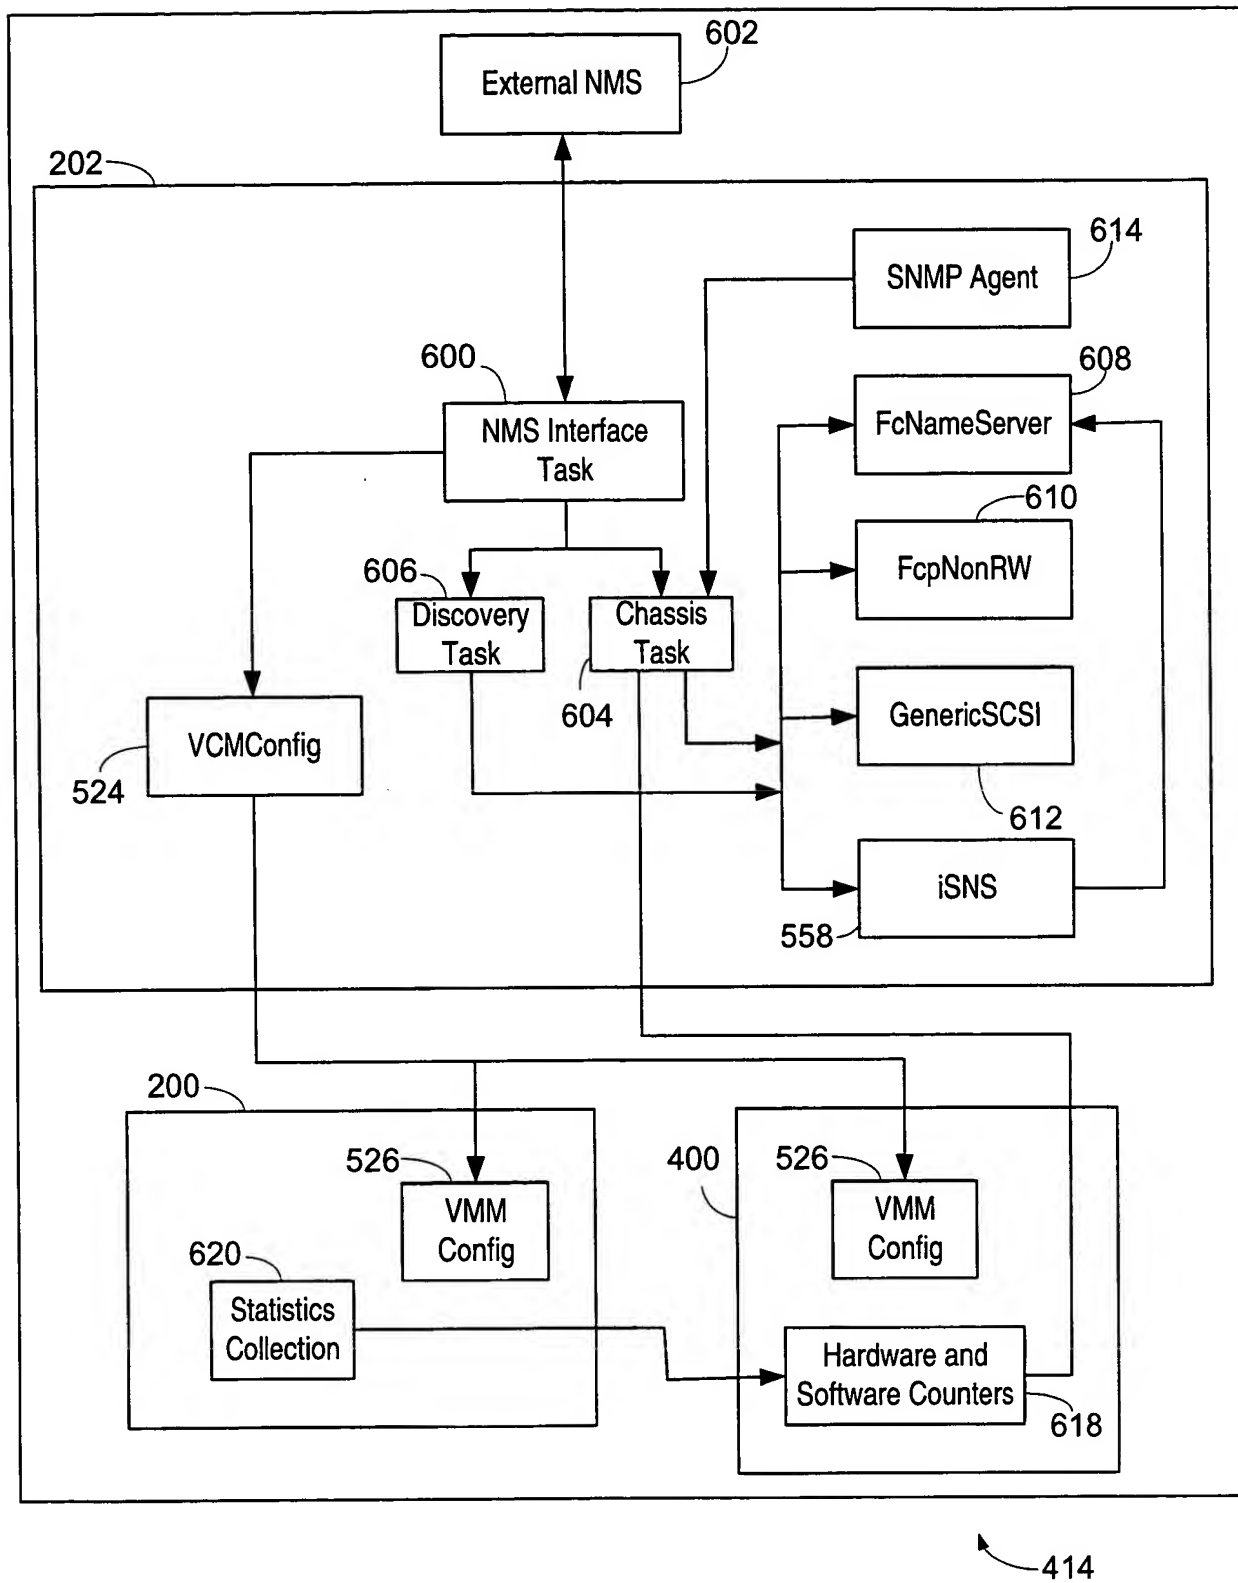 602
External NMS
202
614
SNMP Agent
600
608
NMS Interface
Task
FcNameServer
610
606
FcpNonRW
Discovery
Task
Chassis
Task
604
GenericSCSI
VCMConfig
524
612
iSNS
558
200
526
400
526
VMM
Config
VMM
Config
620
Statistics
Collection
Hardware and
Software Counters
618
414